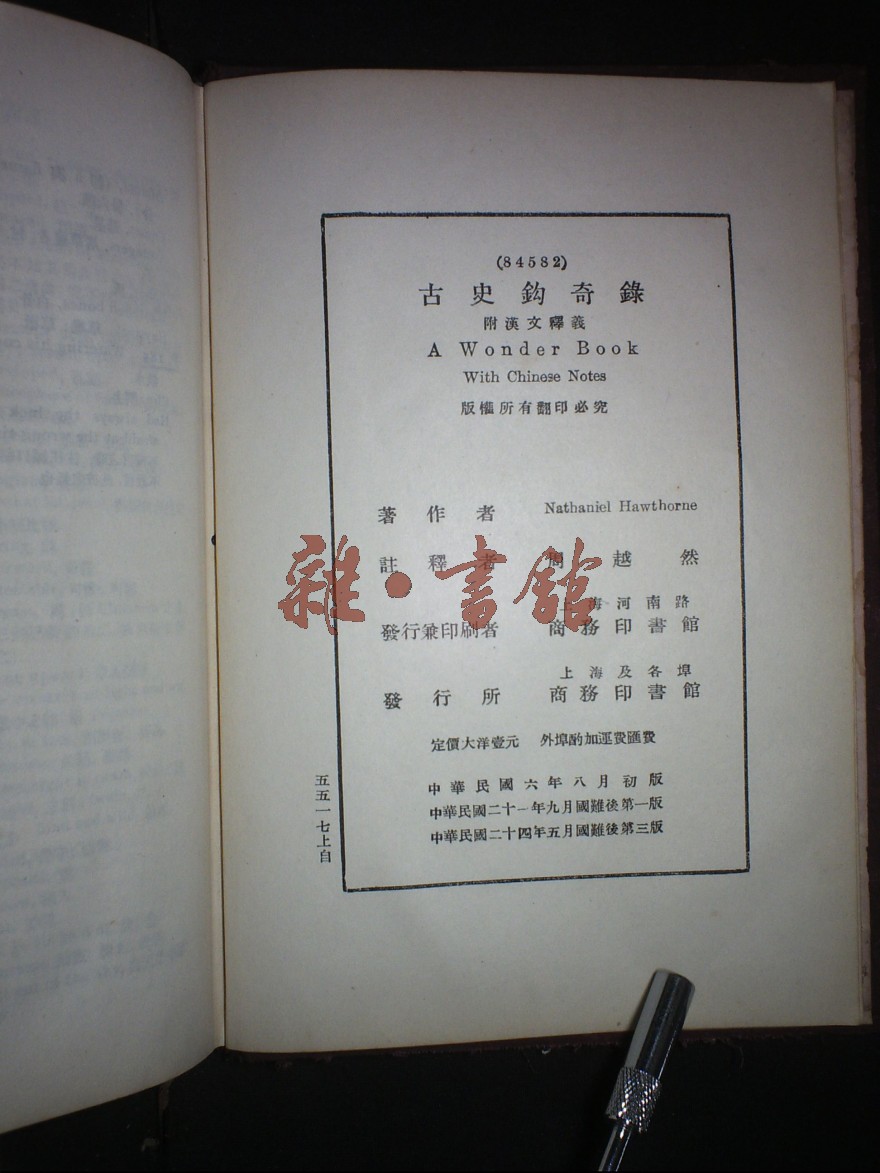 (84582)
古史鈎奇錄
附漢文釋義
A Wonder Book
With Chinese Notes
版權所有翻印必究
著作者 Nathaniel Hawthorne
註釋者 周越然
上海河南路
發行兼印刷者 商務印書館
上海及各埠
發行所 商務印書館
定價大洋壹元 外埠酌加運費匯費
中華民國六年八月初版
中華民國二十一年九月國難後第一版
中華民國二十四年五月國難後第三版
五五一七上自
雜·書館